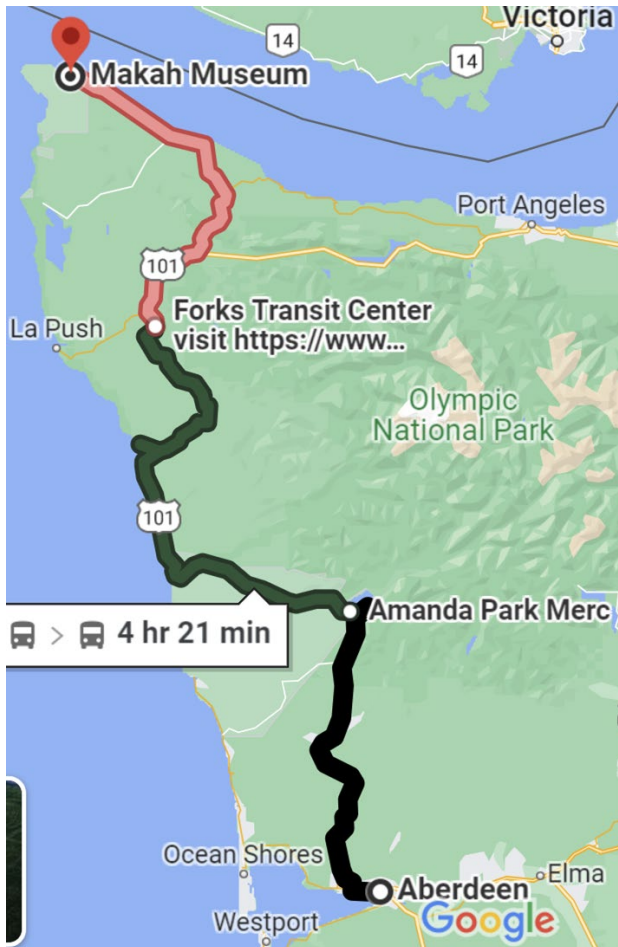 Victoria
14
14
Makah Museum
Port Angeles
101
Forks Transit Center
visit https://www...
La Push
Olympic
National Park
101
Amanda Park Merc
> 4 hr 21 min
Ocean Shores
Elma
Aberdeen
Google
Westport